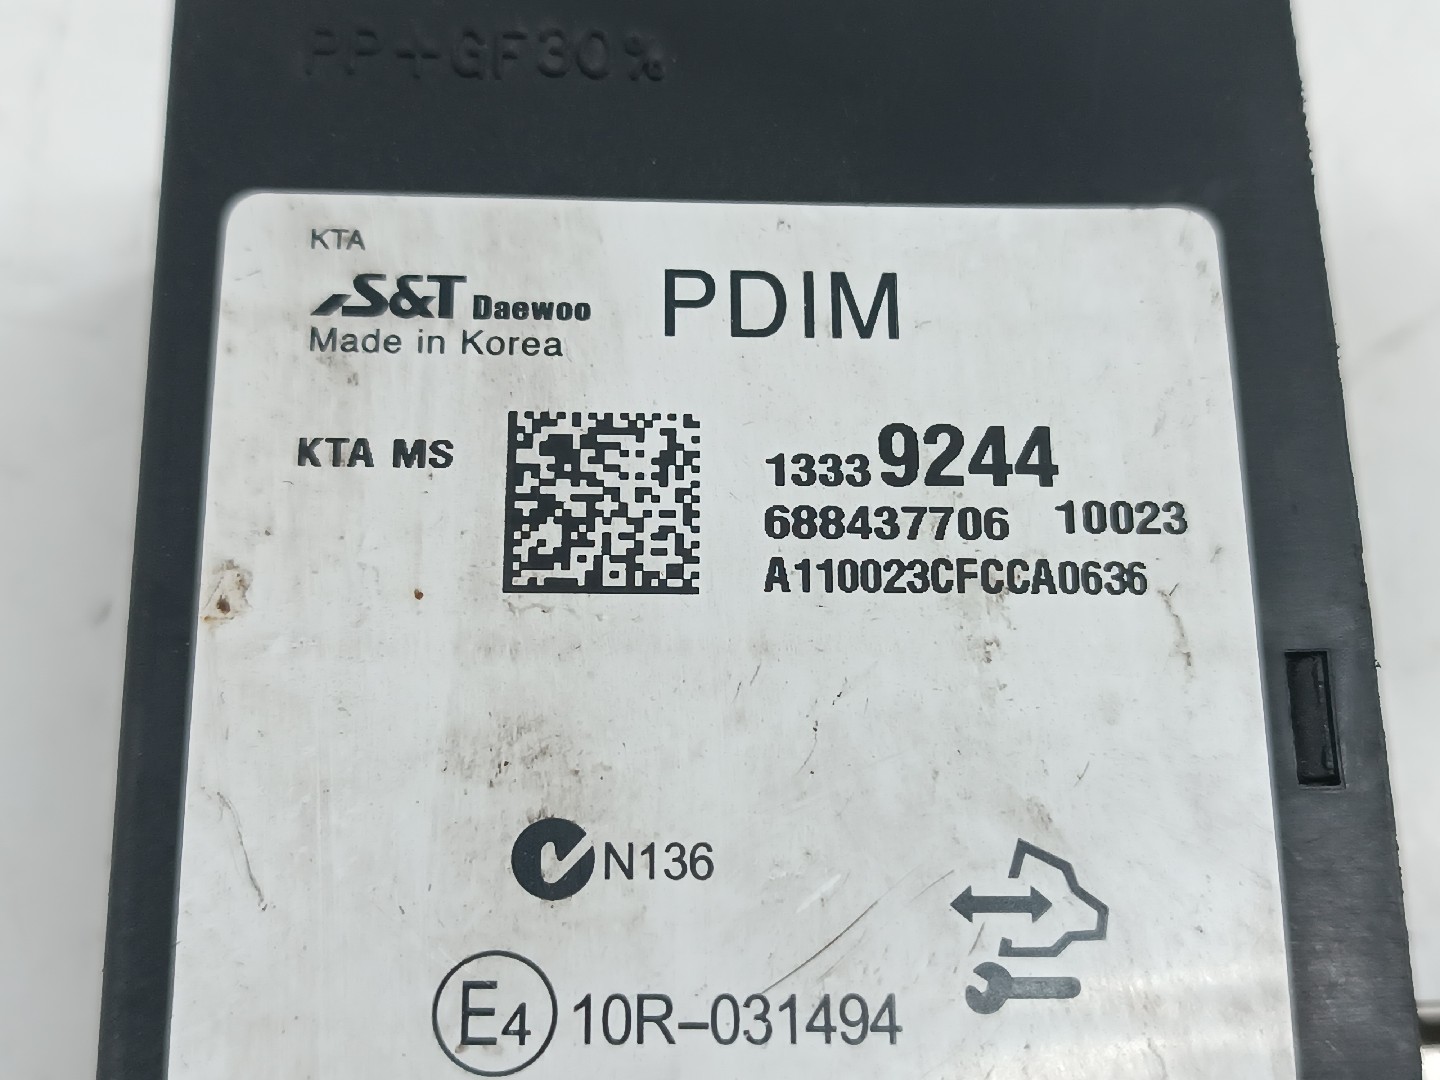 PP+GF30%
KTA
S&T Daewoo PDIM
Made in Korea
KTA MS
13339244
688437706 10023
A110023CFCCA0636
N136
E4 10R-031494